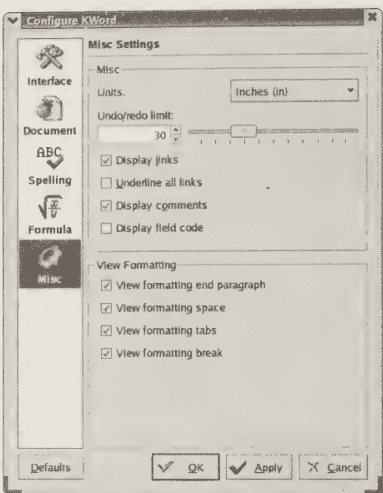 Configure KWord
Interface
Document
ABC
Spelling
Formula
Misc
Misc Settings
Misc
Units.
Inches (in)
Undo/redo limit:
30
Display links
Underline all links
Display comments
Display field code
View Formatting
View formatting end paragraph
View formatting space
View formatting tabs
View formatting break
Defaults
OK
Apply
Cancel